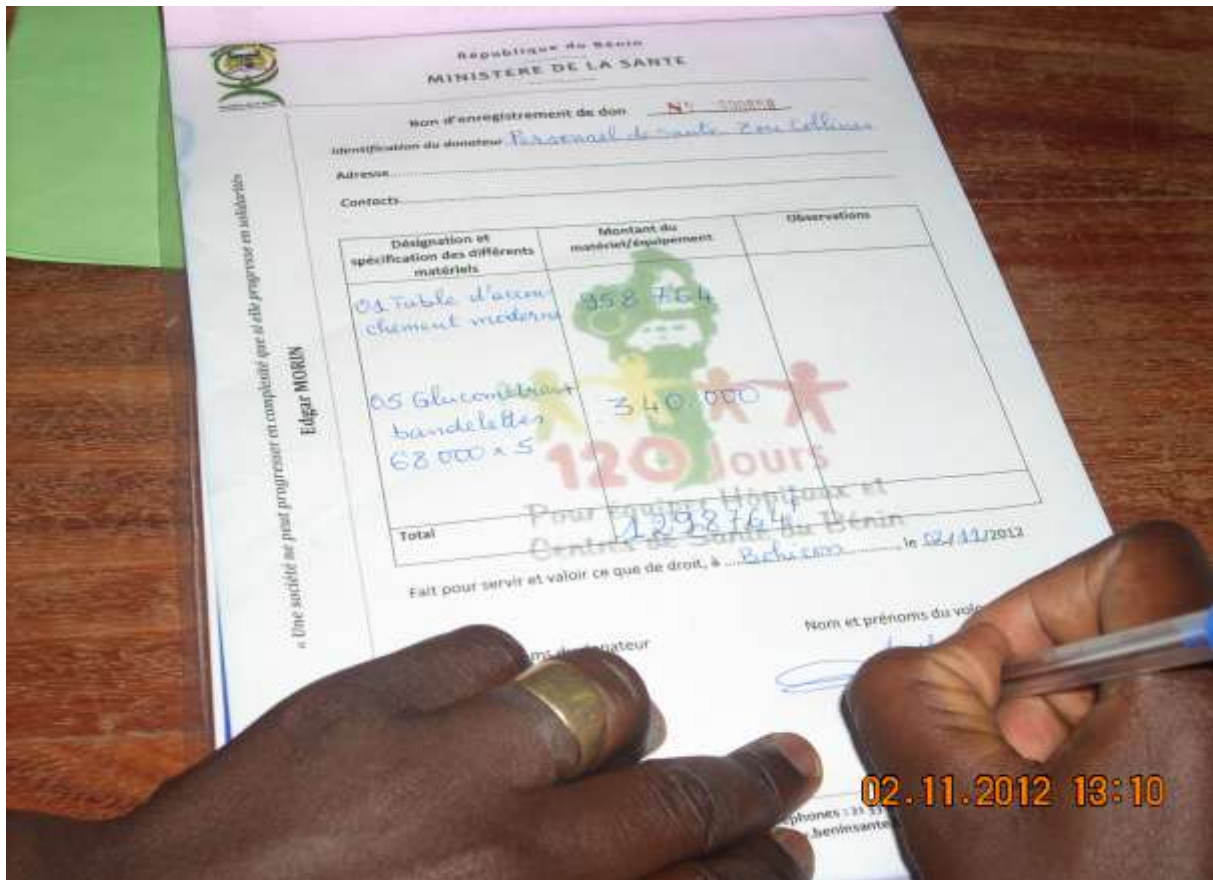 République du Bénin
MINISTERE DE LA SANTE
Bon d'enregistrement de don N°
Identification du donateur Personnel de santé Zou Collines
Adresse
Contacts
Désignation et
spécification des différents
matériels
Montant du
matériel/équipement
Observations
01 Table d'accou
chement moderne
958 764
05 Glucomètres +
bandelettes
68 000 x 5
340.000
120 Jours
Pour équiper Hôpitaux et
Centres de Santé du Bénin
Total
1298764
Fait pour servir et valoir ce que de droit, à Bohicon, le 02/11/2012
donateur
Nom et prénoms du
« Une société ne peut progresser en complexité que si elle progresse en solidarités
Edgar MORIN
02.11.2012 13:10